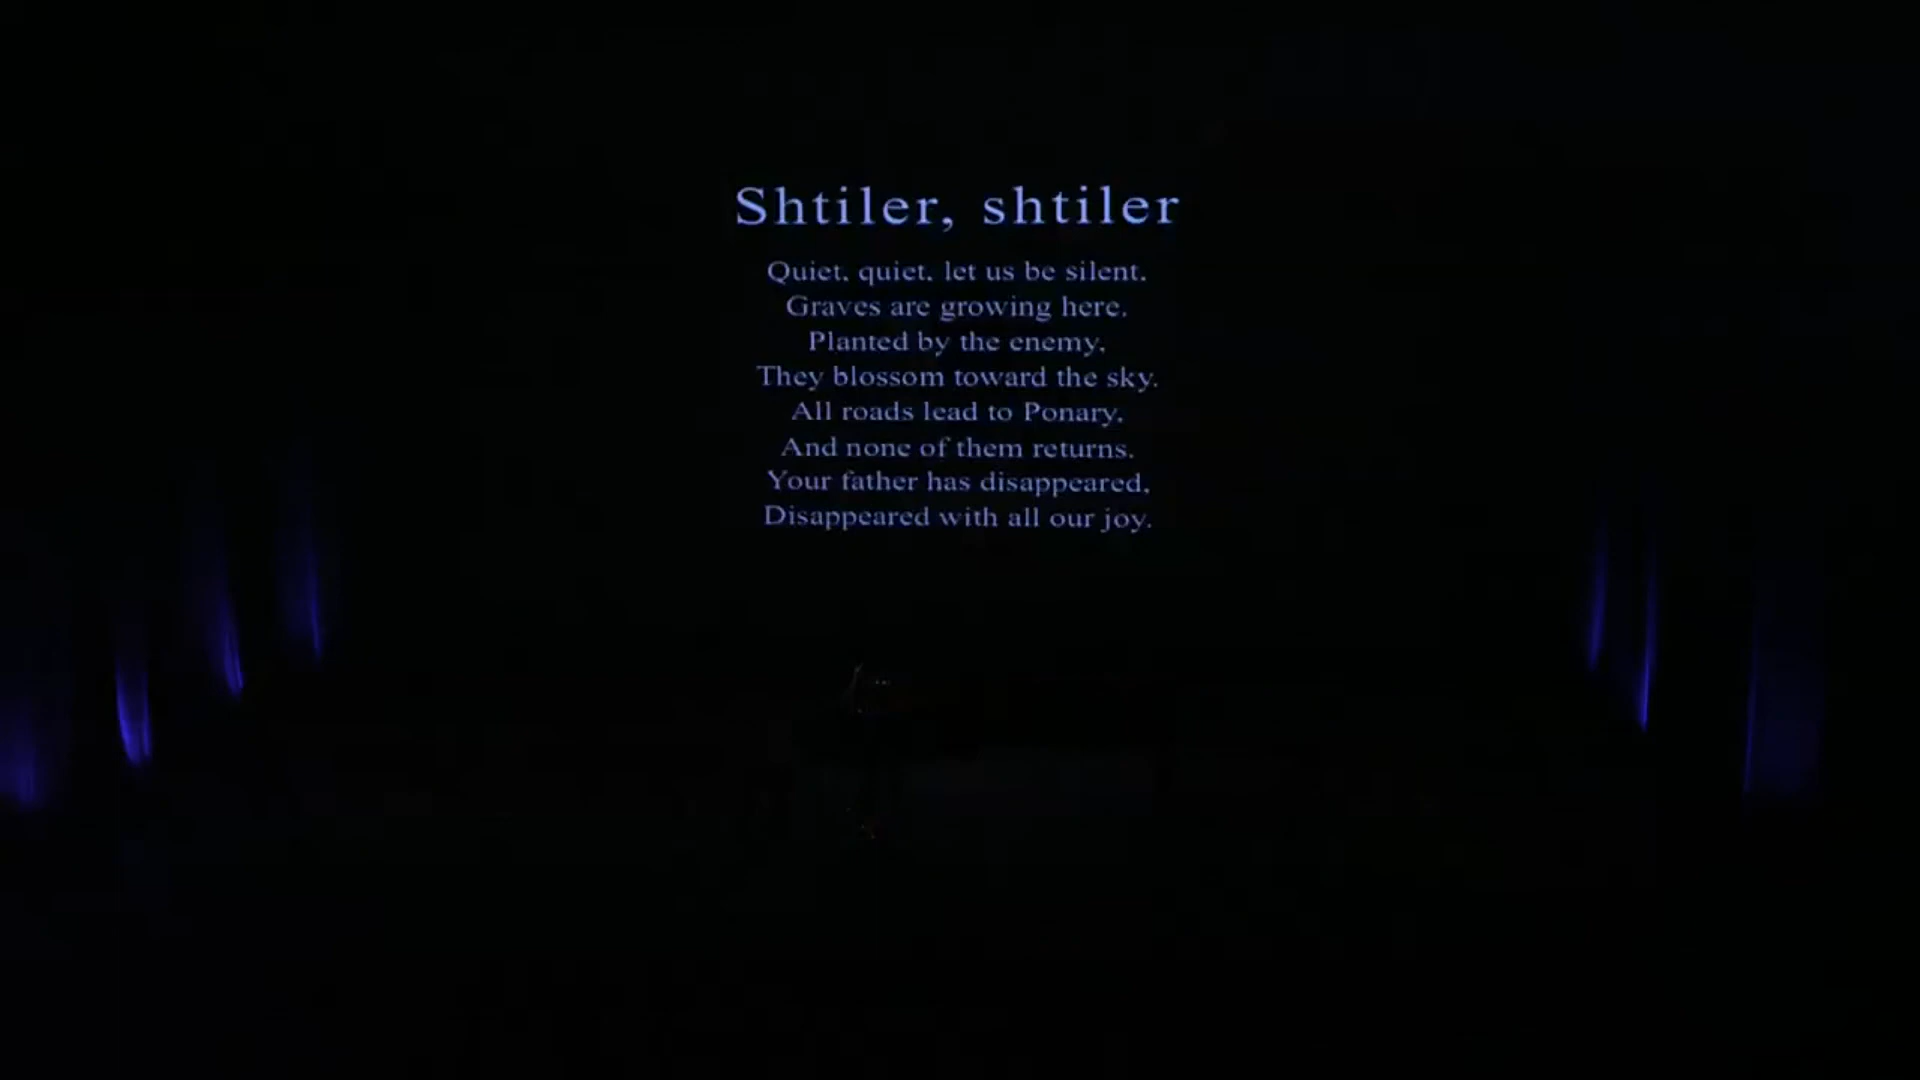 Shtiler, shtiler
Quiet, quiet, let us be silent.
Graves are growing here.
Planted by the enemy,
They blossom toward the sky.
All roads lead to Ponary,
And none of them returns.
Your father has disappeared,
Disappeared with all our joy.